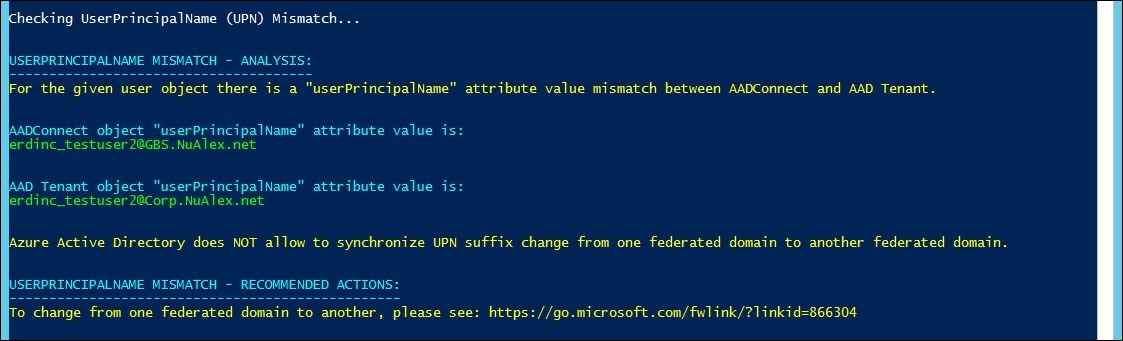 Checking UserPrincipalName (UPN) Mismatch...
USERPRINCIPALNAME MISMATCH - ANALYSIS:
--------------------------------------
For the given user object there is a "userPrincipalName" attribute value mismatch between AADConnect and AAD Tenant.
AADConnect object "userPrincipalName" attribute value is:
erdinc_testuser2@GBS.NuAlex.net
AAD Tenant object "userPrincipalName" attribute value is:
erdinc_testuser2@Corp.NuAlex.net
Azure Active Directory does NOT allow to synchronize UPN suffix change from one federated domain to another federated domain.
USERPRINCIPALNAME MISMATCH - RECOMMENDED ACTIONS:
-------------------------------------------------
To change from one federated domain to another, please see: https://go.microsoft.com/fwlink/?linkid=866304